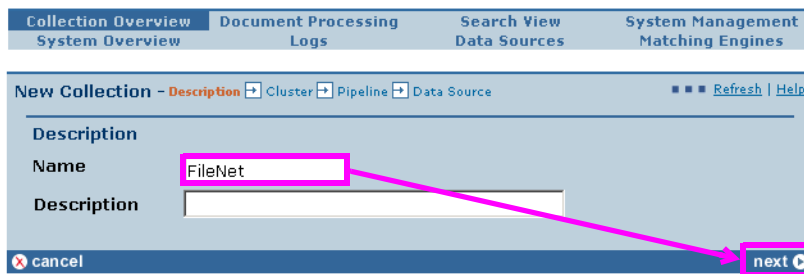 Collection Overview Document Processing Search View System Management
System Overview Logs Data Sources Matching Engines
New Collection - Description Cluster Pipeline Data Source Refresh | Help
Description
Name FileNet
Description
cancel next